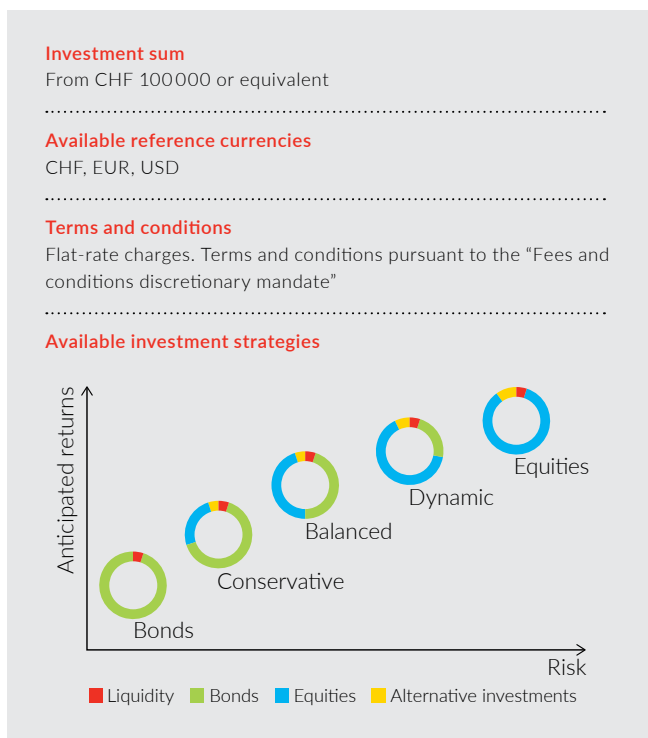 Investment sum
From CHF 100 000 or equivalent
Available reference currencies
CHF, EUR, USD
Terms and conditions
Flat-rate charges. Terms and conditions pursuant to the “Fees and
conditions discretionary mandate”
Available investment strategies
Anticipated returns
Equities
Dynamic
Balanced
Conservative
Bonds
Risk
Liquidity Bonds Equities Alternative investments